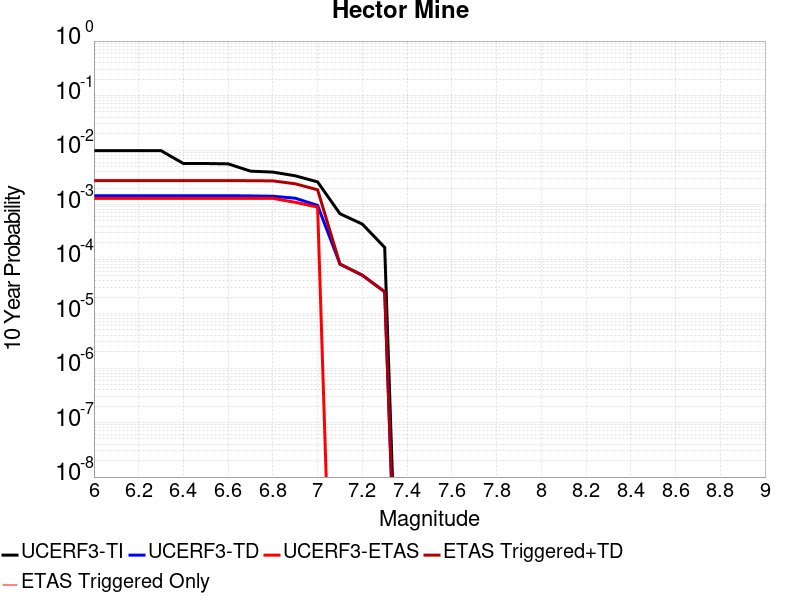 Hector Mine
10 Year Probability
10^0
10^-1
10^-2
10^-3
10^-4
10^-5
10^-6
10^-7
10^-8
6 6.2 6.4 6.6 6.8 7 7.2 7.4 7.6 7.8 8 8.2 8.4 8.6 8.8 9
Magnitude
UCERF3-TI UCERF3-TD UCERF3-ETAS ETAS Triggered+TD
ETAS Triggered Only